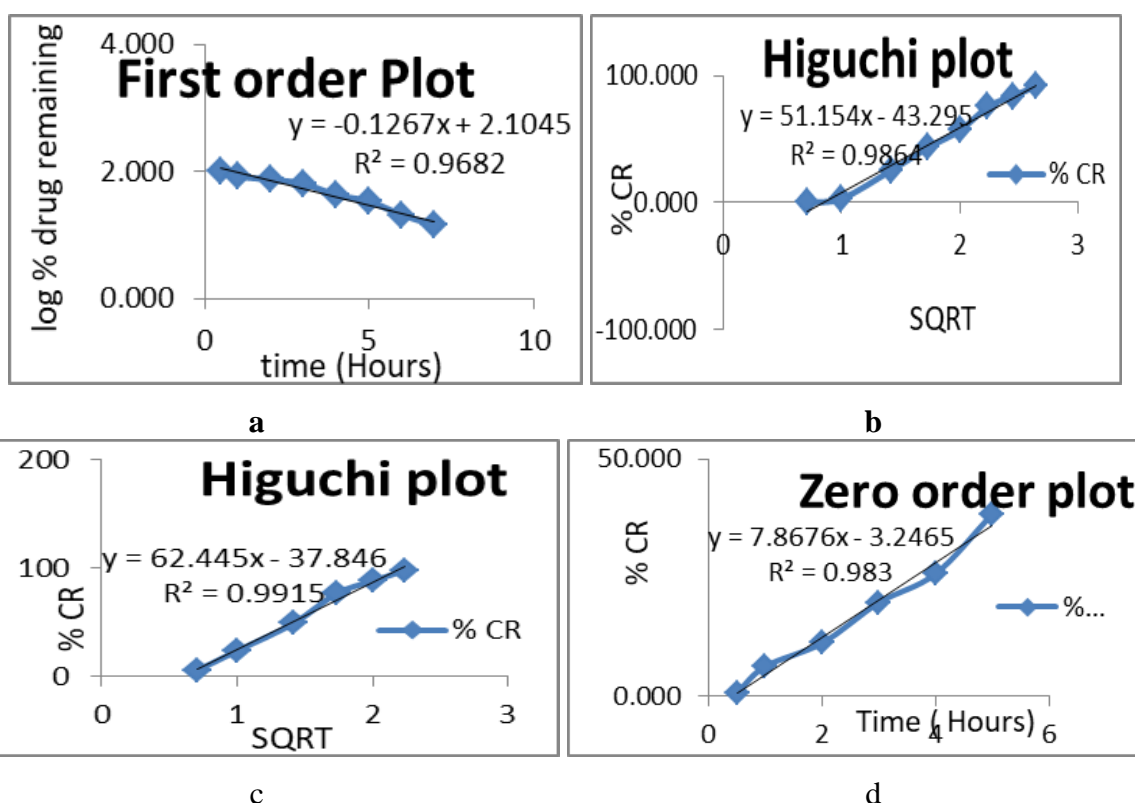 4.000
First order Plot
y = -0.1267x + 2.1045
R² = 0.9682
log % drug remaining
2.000
0.000
0
5
10
time (Hours)
a
Higuchi plot
100.000
y = 51.154x - 43.295
R² = 0.9864
% CR
% CR
0.000
0
1
2
3
-100.000
SQRT
b
200
Higuchi plot
y = 62.445x - 37.846
100
R² = 0.9915
% CR
% CR
0
0
1
2
3
SQRT
c
50.000
Zero order plot
y = 7.8676x - 3.2465
% CR
R² = 0.983
%...
0.000
Time ( Hours)
0
2
4
6
d